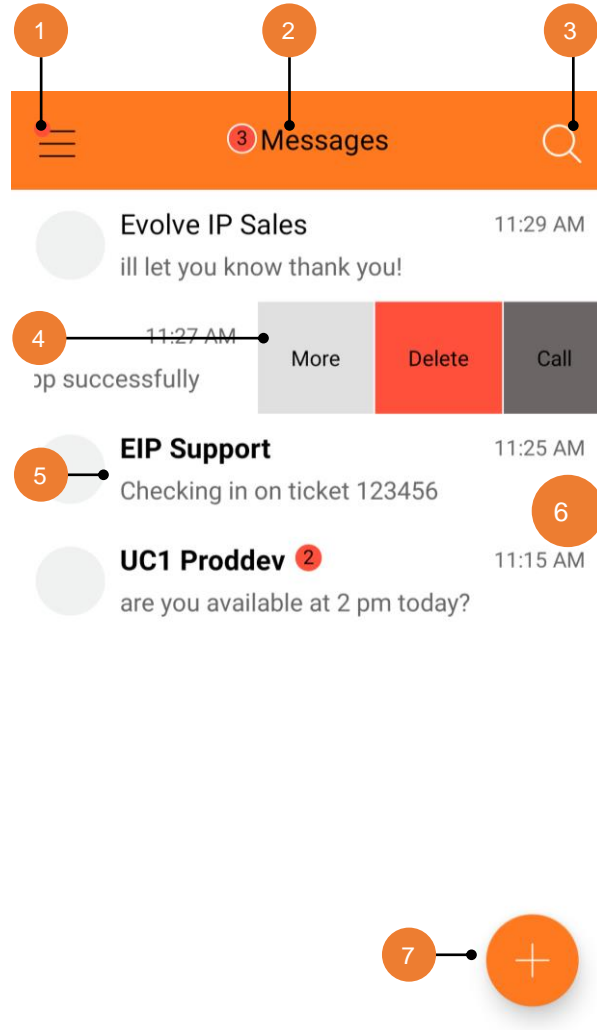 1
2
3
3 Messages
Evolve IP Sales 11:29 AM
ill let you know thank you!
4
11:27 AM
More Delete Call
pp successfully
EIP Support 11:25 AM
5
Checking in on ticket 123456
6
UC1 Proddev 2 11:15 AM
are you available at 2 pm today?
7